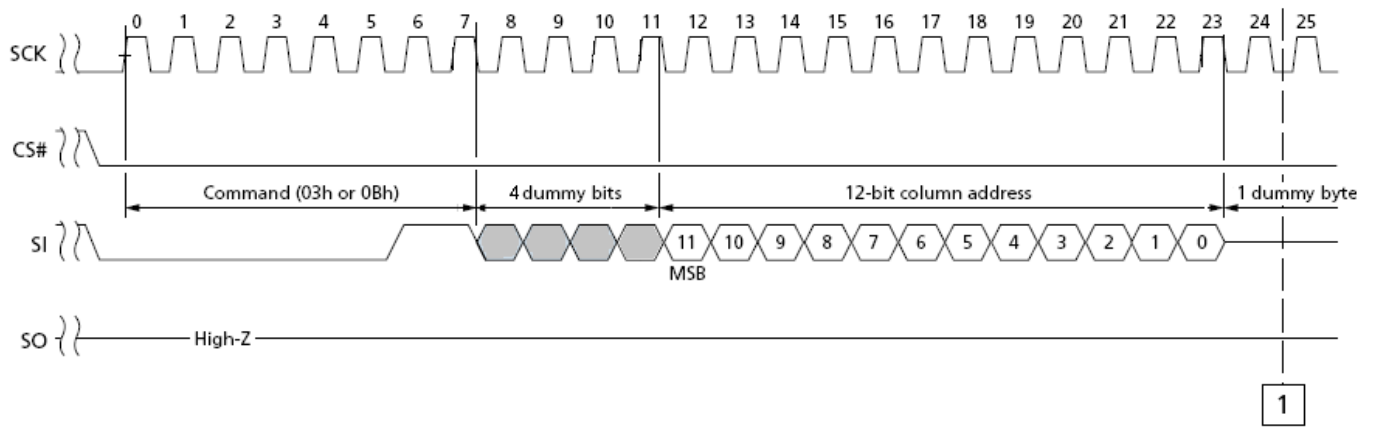 0 1 2 3 4 5 6 7 8 9 10 11 12 13 14 15 16 17 18 19 20 21 22 23 24 25
SCK
CS#
Command (03h or 0Bh) 4 dummy bits 12-bit column address 1 dummy byte
SI 11 10 9 8 7 6 5 4 3 2 1 0
MSB
SO High-Z
1